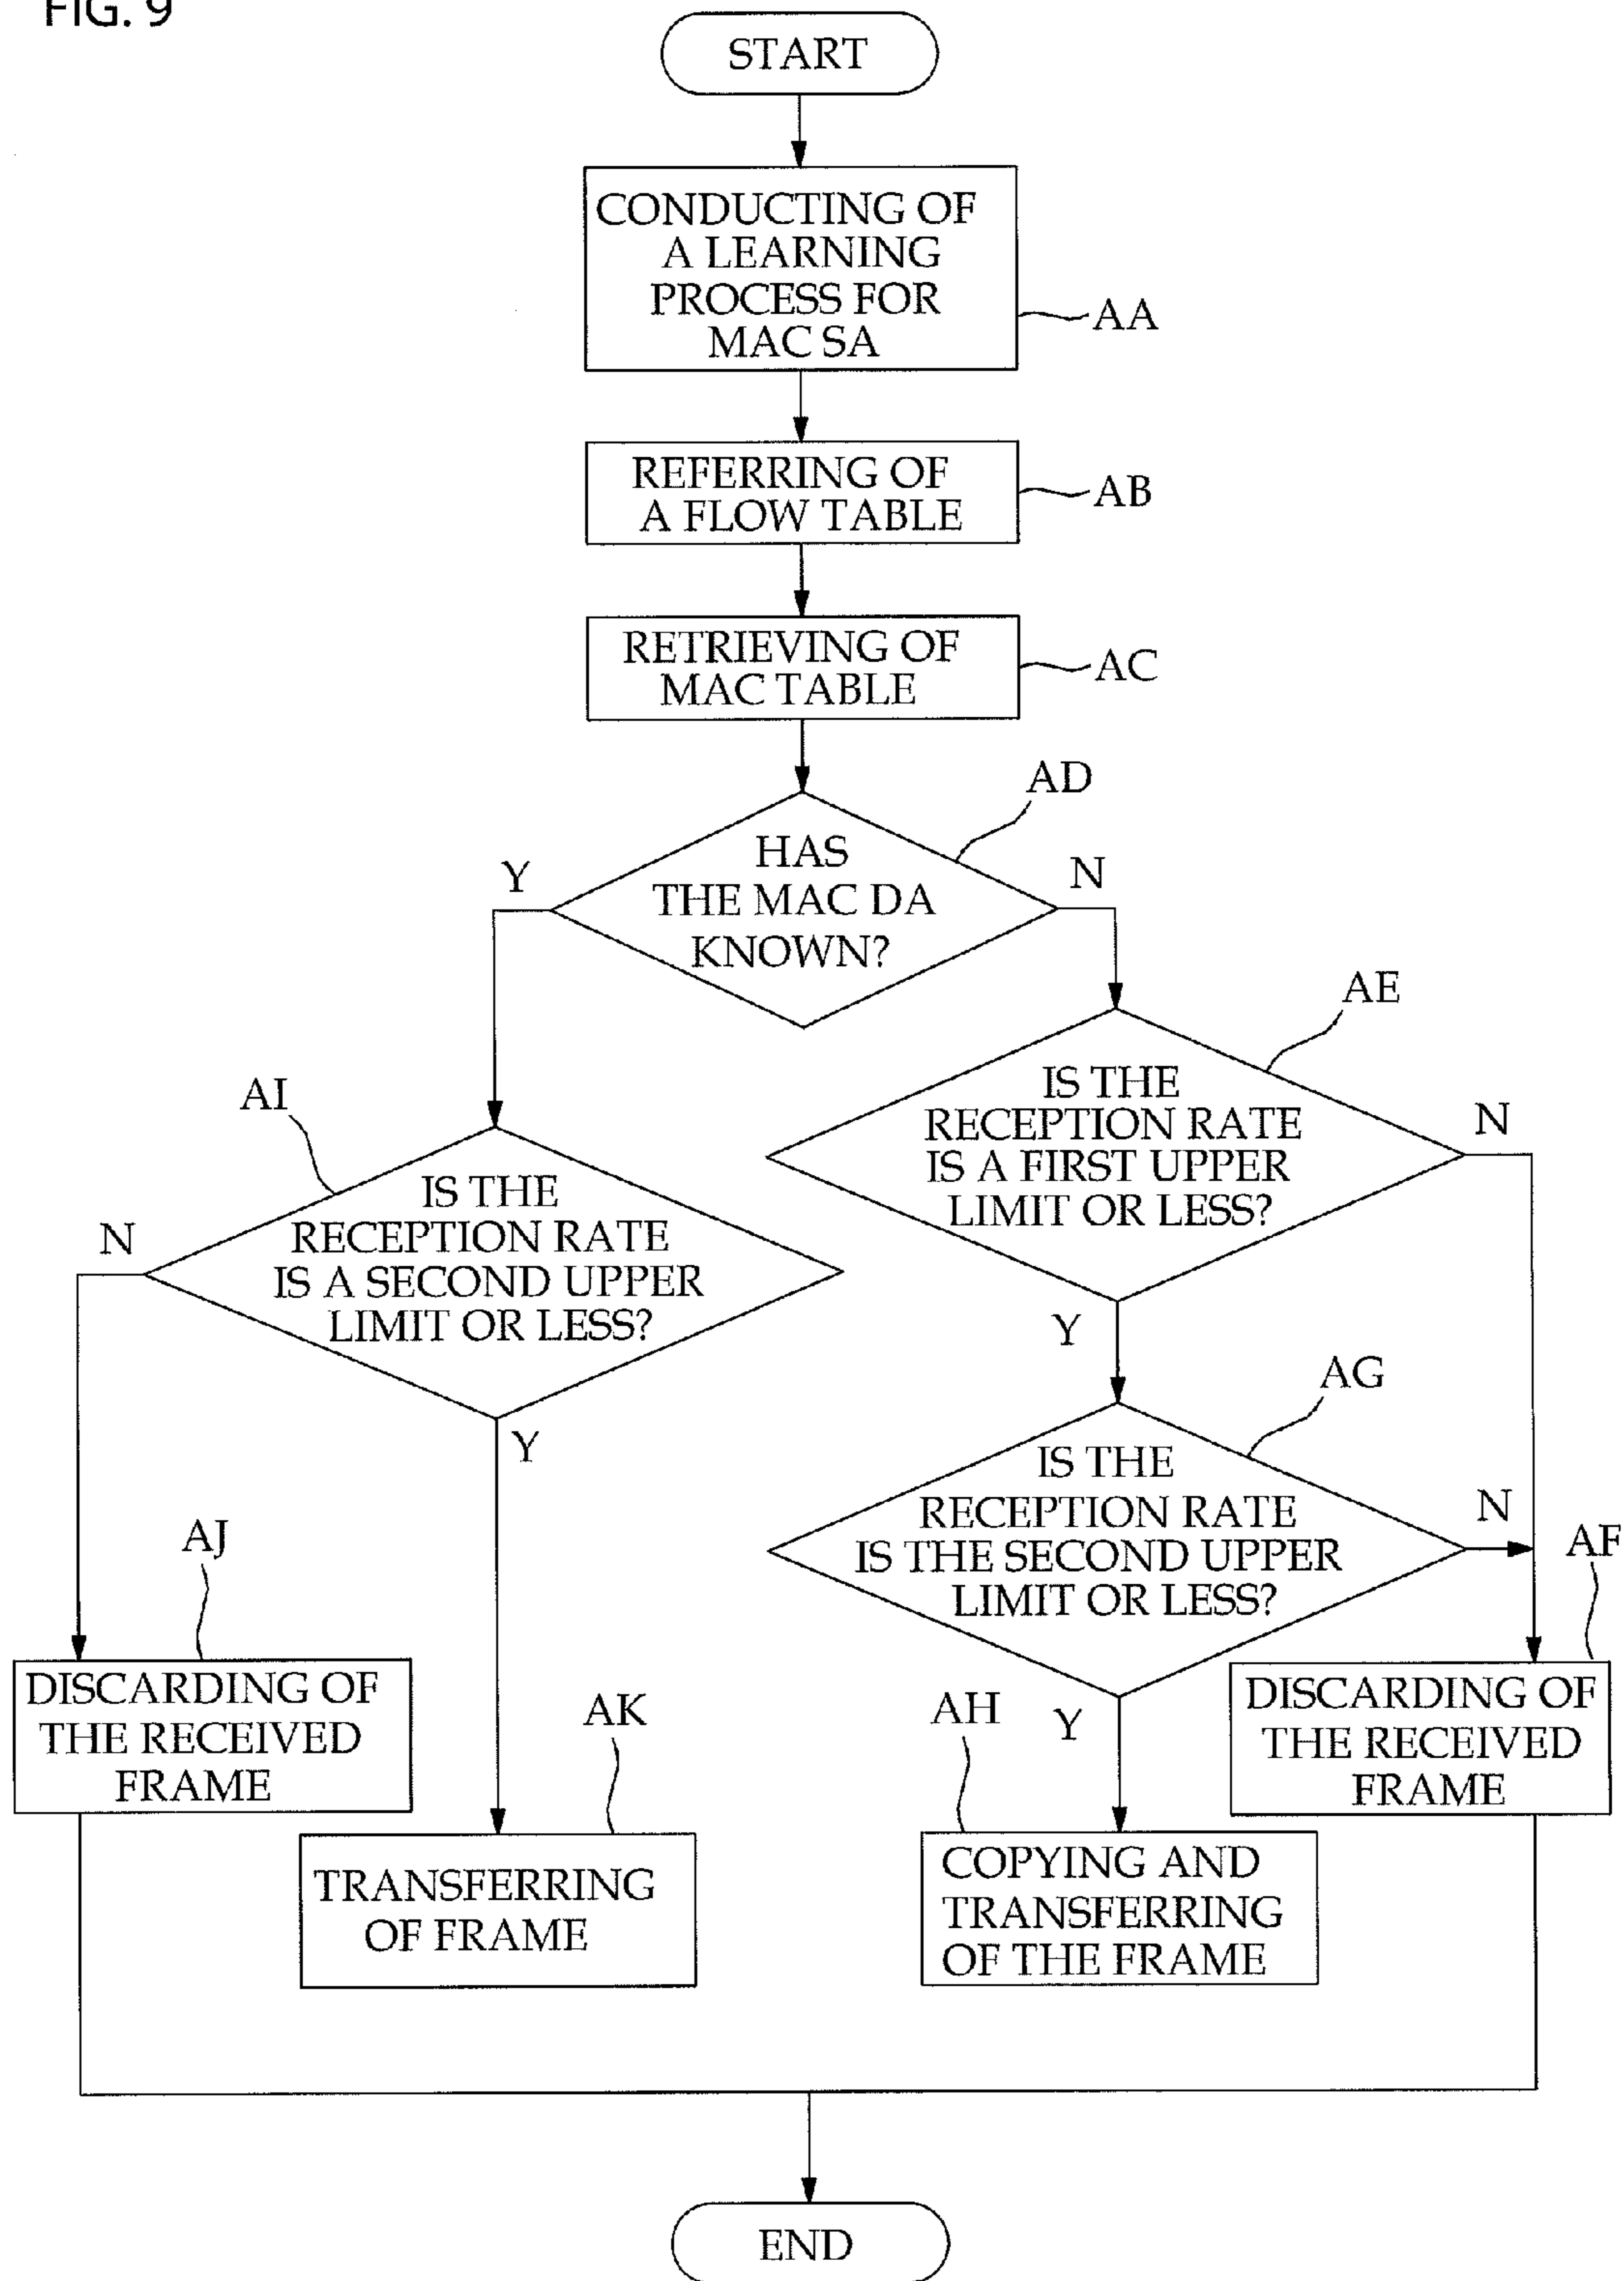 FIG. 9
START
CONDUCTING OF
A LEARNING
PROCESS FOR
MAC SA
AA
REFERRING OF
A FLOW TABLE
AB
RETRIEVING OF
MAC TABLE
AC
AD
HAS
THE MAC DA
KNOWN?
Y
N
AE
IS THE
RECEPTION RATE
IS A FIRST UPPER
LIMIT OR LESS?
N
Y
AI
IS THE
RECEPTION RATE
IS A SECOND UPPER
LIMIT OR LESS?
N
Y
AG
IS THE
RECEPTION RATE
IS THE SECOND UPPER
LIMIT OR LESS?
N
Y
AJ
DISCARDING OF
THE RECEIVED
FRAME
AK
TRANSFERRING
OF FRAME
AH
COPYING AND
TRANSFERRING
OF THE FRAME
AF
DISCARDING OF
THE RECEIVED
FRAME
END